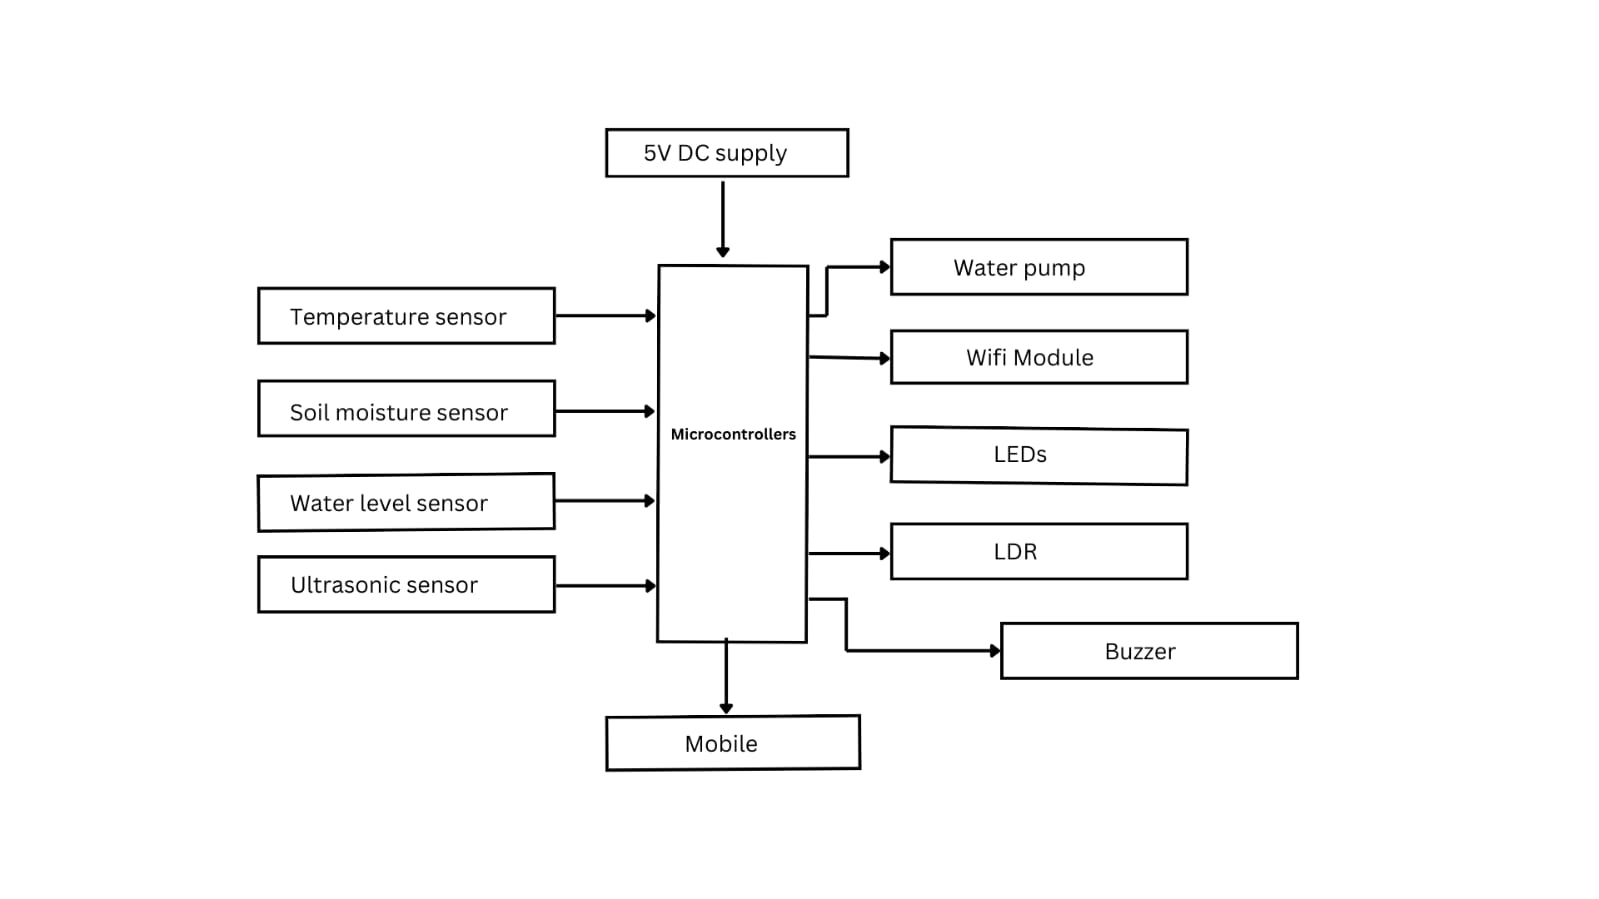 5V DC supply
Water pump
Temperature sensor
Wifi Module
Soil moisture sensor
Microcontrollers
LEDs
Water level sensor
LDR
Ultrasonic sensor
Buzzer
Mobile